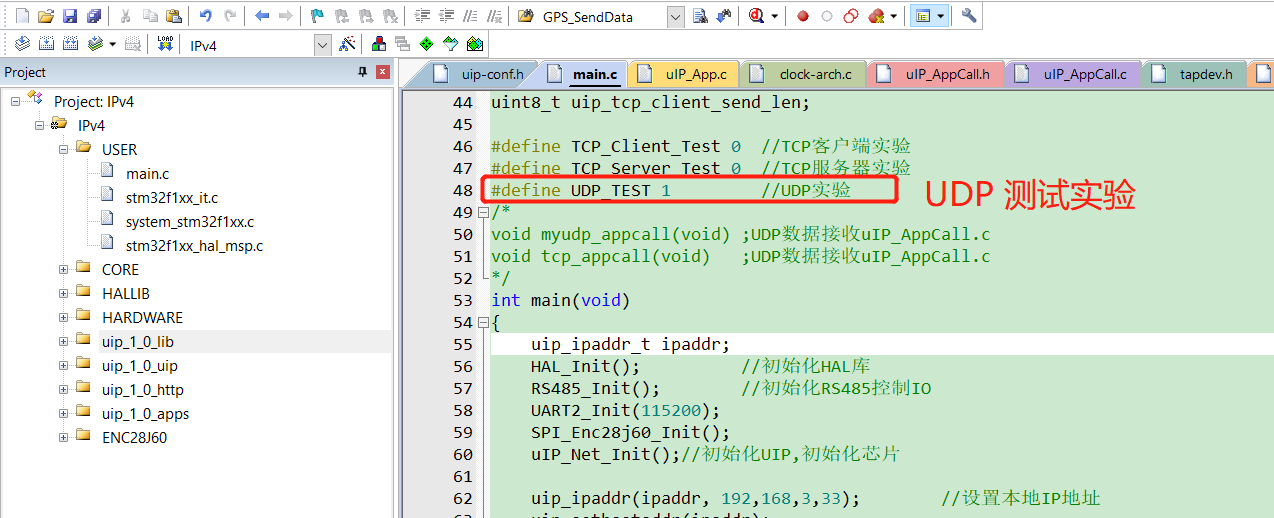 GPS_SendData
LOAD
IPv4
Project
uip-conf.h
main.c
uIP_App.c
clock-arch.c
uIP_AppCall.h
uIP_AppCall.c
tapdev.h
Project: IPv4
IPv4
USER
main.c
stm32f1xx_it.c
system_stm32f1xx.c
stm32f1xx_hal_msp.c
CORE
HALLIB
HARDWARE
uip_1_0_lib
uip_1_0_uip
uip_1_0_http
uip_1_0_apps
ENC28J60
44 uint8_t uip_tcp_client_send_len;
45
46 #define TCP_Client_Test 0 //TCP客户端实验
47 #define TCP_Server_Test 0 //TCP服务器实验
48 #define UDP_TEST 1 //UDP实验
UDP 测试实验
49 /*
50 void myudp_appcall(void) ;UDP数据接收uIP_AppCall.c
51 void tcp_appcall(void) ;UDP数据接收uIP_AppCall.c
52 */
53 int main(void)
54 {
55 uip_ipaddr_t ipaddr;
56 HAL_Init(); //初始化HAL库
57 RS485_Init(); //初始化RS485控制IO
58 UART2_Init(115200);
59 SPI_Enc28j60_Init();
60 uIP_Net_Init();//初始化UIP,初始化芯片
61
62 uip_ipaddr(ipaddr, 192,168,3,33); //设置本地IP地址